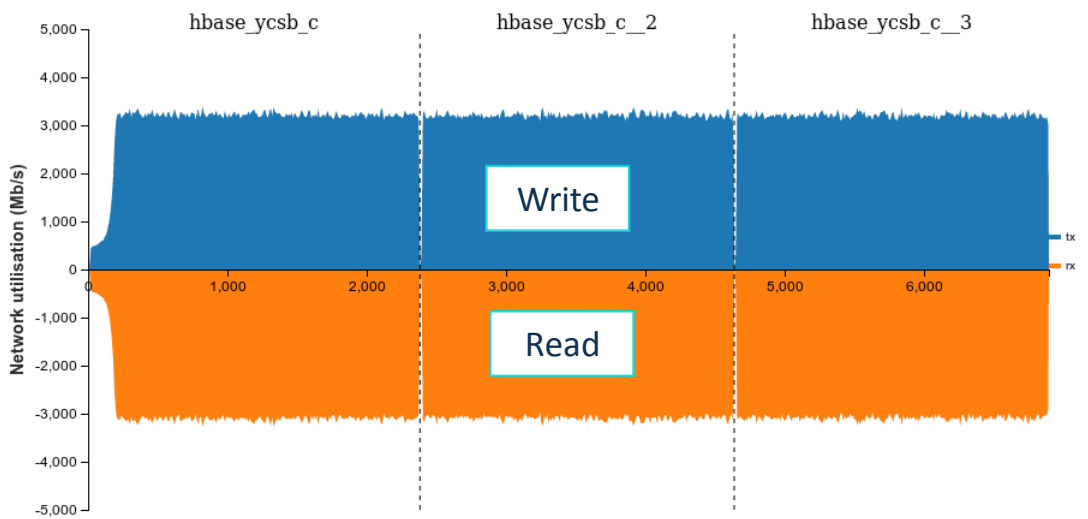 hbase_ycsb_c hbase_ycsb_c__2 hbase_ycsb_c__3
Network utilisation (Mb/s)
5,000
4,000
3,000
2,000
1,000
0
-1,000
-2,000
-3,000
-4,000
-5,000
0 1,000 2,000 3,000 4,000 5,000 6,000
Write
Read
tx
rx